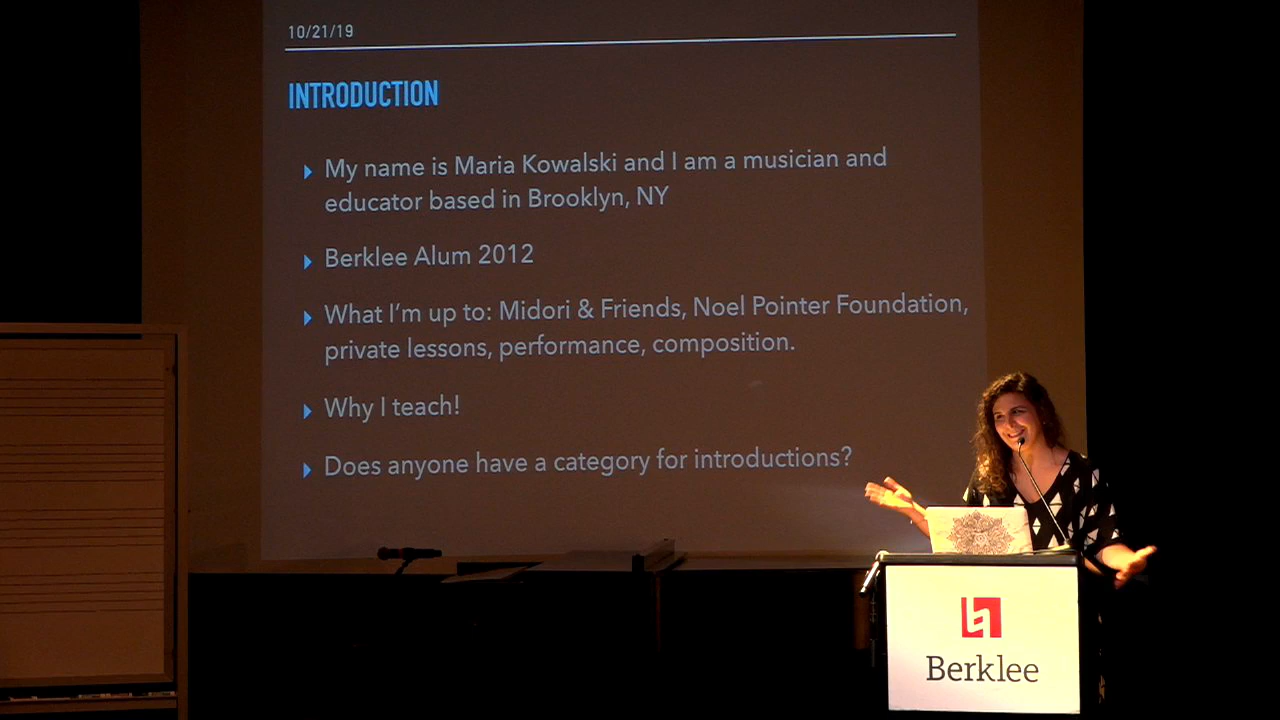 10/21/19
INTRODUCTION
My name is Maria Kowalski and I am a musician and
educator based in Brooklyn, NY
Berklee Alum 2012
What I'm up to: Midori & Friends, Noel Pointer Foundation,
private lessons, performance, composition.
Why I teach!
Does anyone have a category for introductions?
Berklee